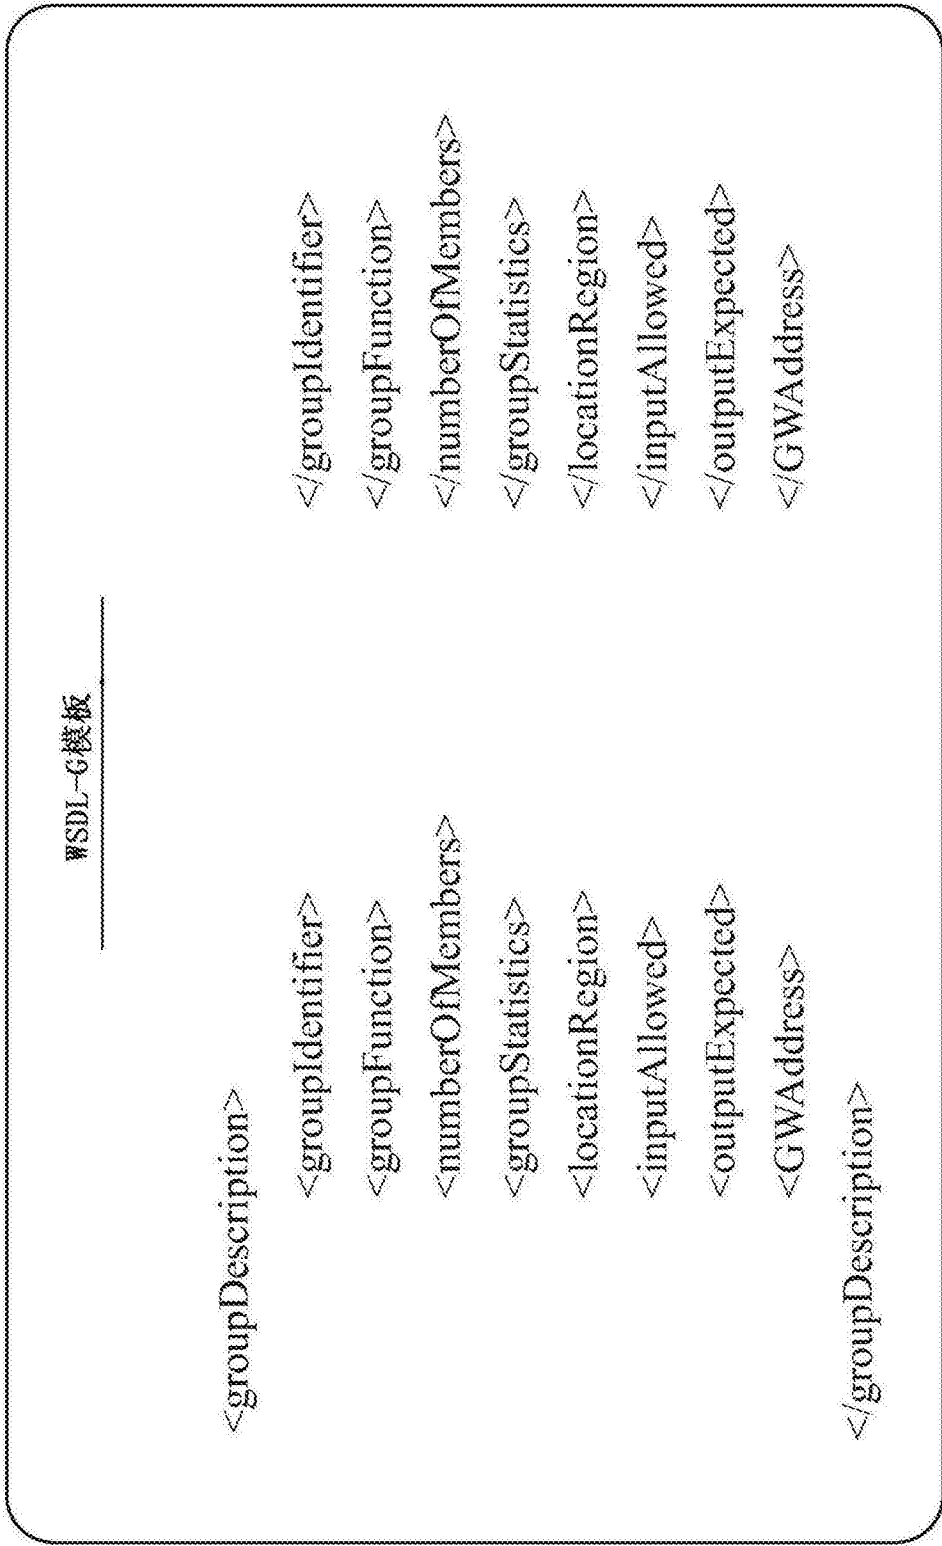 WSDL-G模板
<groupDescription>
<groupIdentifier> </groupIdentifier>
<groupFunction> </groupFunction>
<numberOfMembers> </numberOfMembers>
<groupStatistics> </groupStatistics>
<locationRegion> </locationRegion>
<inputAllowed> </inputAllowed>
<outputExpected> </outputExpected>
<GWAddress> </GWAddress>
</groupDescription>